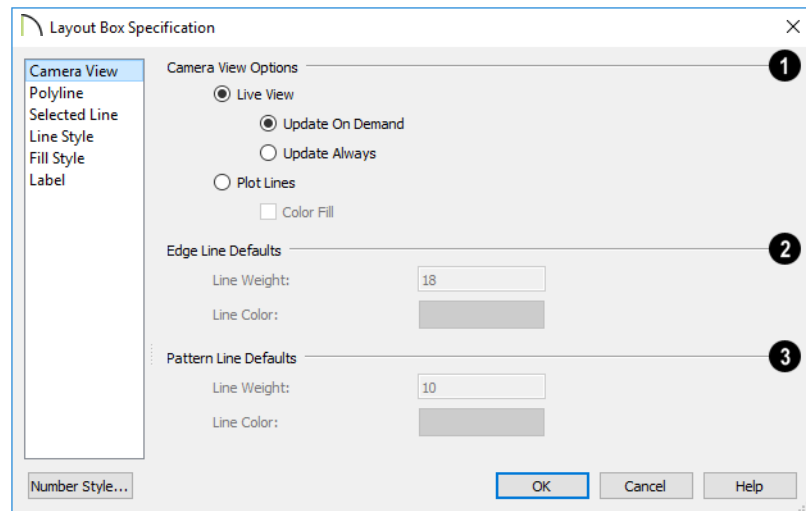 Layout Box Specification
Camera View
Polyline
Selected Line
Line Style
Fill Style
Label
Camera View Options
1
Live View
Update On Demand
Update Always
Plot Lines
Color Fill
Edge Line Defaults
2
Line Weight: 18
Line Color:
Pattern Line Defaults
3
Line Weight: 10
Line Color:
Number Style... OK Cancel Help